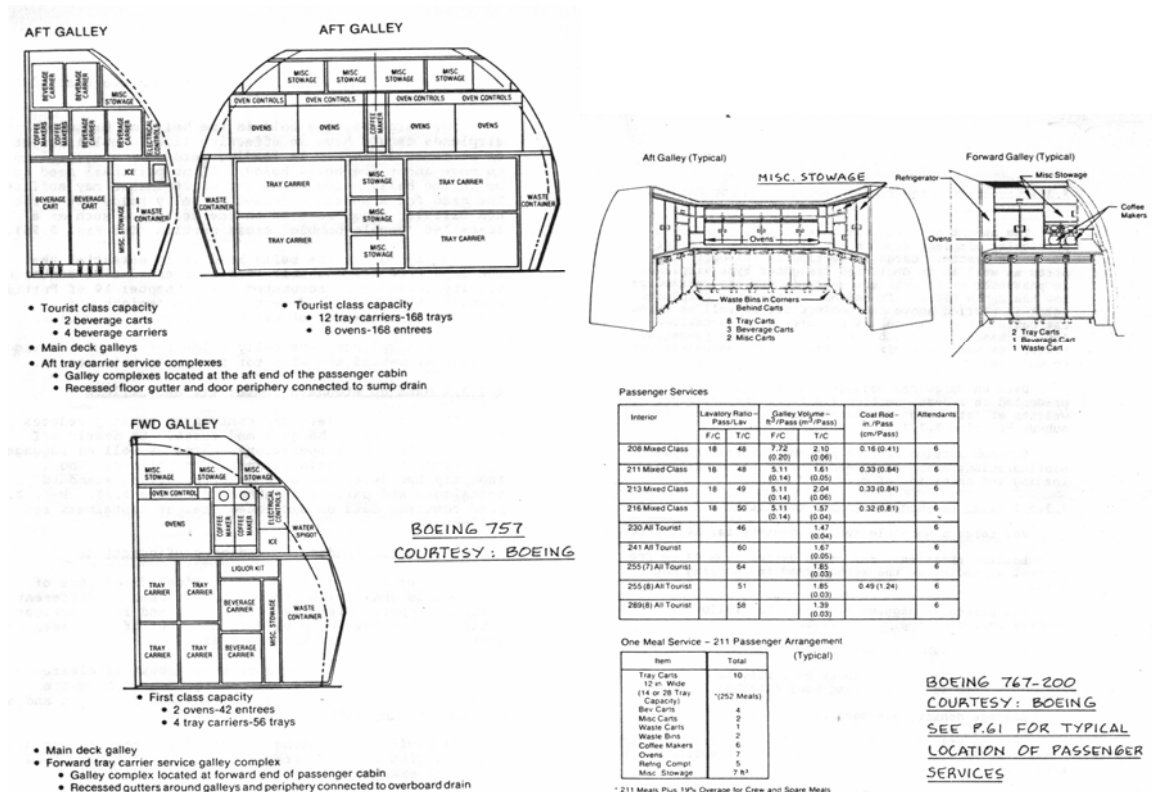 AFT GALLEY
BEVERAGE CARRIER
BEVERAGE CARRIER
MISC STOWAGE
COFFEE MAKERS
COFFEE MAKERS
BEVERAGE CARRIER
BEVERAGE CARRIER
ELECTRICAL CONTROLS
ICE
BEVERAGE CART
BEVERAGE CART
MISC. STOWAGE
WASTE CONTAINER
• Tourist class capacity
• 2 beverage carts
• 4 beverage carriers
AFT GALLEY
MISC STOWAGE
MISC STOWAGE
MISC STOWAGE
MISC STOWAGE
OVEN CONTROLS
OVEN CONTROLS
OVEN CONTROLS
OVEN CONTROLS
OVENS
OVENS
COFFEE MAKER
OVENS
OVENS
TRAY CARRIER
MISC. STOWAGE
TRAY CARRIER
WASTE CONTAINER
MISC. STOWAGE
WASTE CONTAINER
TRAY CARRIER
MISC. STOWAGE
TRAY CARRIER
• Tourist class capacity
• 12 tray carriers-168 trays
• 8 ovens-168 entrees
• Main deck galleys
• Aft tray carrier service complexes
• Galley complexes located at the aft end of the passenger cabin
• Recessed floor gutter and door periphery connected to sump drain
FWD GALLEY
MISC STOWAGE
MISC STOWAGE
MISC STOWAGE
OVEN CONTROL
OVENS
COFFEE MAKER
COFFEE MAKER
ELECTRICAL CONTROLS
ICE
WATER SPIGOT
LIQUOR KIT
TRAY CARRIER
TRAY CARRIER
BEVERAGE CARRIER
MISC. STOWAGE
WASTE CONTAINER
TRAY CARRIER
TRAY CARRIER
BEVERAGE CARRIER
• First class capacity
• 2 ovens-42 entrees
• 4 tray carriers-56 trays
• Main deck galley
• Forward tray carrier service galley complex
• Galley complex located at forward end of passenger cabin
• Recessed gutters around galleys and periphery connected to overboard drain
BOEING 757
COURTESY: BOEING
Aft Galley (Typical)
MISC. STOWAGE
Ovens
Waste Bins in Corners
Behind Carts
8 Tray Carts
3 Beverage Carts
2 Misc Carts
Forward Galley (Typical)
Refrigerator
Misc Stowage
Coffee
Makers
Ovens
2 Tray Carts
1 Beverage Cart
1 Waste Cart
Passenger Services
Interior | Lavatory Ratio– Pass/Lav | Galley Volume– ft³/Pass (m³/Pass) | Coat Rod– in./Pass (cm/Pass) | Attendants
F/C T/C F/C T/C
208 Mixed Class 18 48 7.72 (0.20) 2.10 (0.06) 0.16 (0.41) 6
211 Mixed Class 18 48 5.11 (0.14) 1.61 (0.05) 0.33 (0.84) 6
213 Mixed Class 18 49 5.11 (0.14) 2.04 (0.06) 0.33 (0.84) 6
216 Mixed Class 18 50 5.11 (0.14) 1.57 (0.04) 0.32 (0.81) 6
230 All Tourist 46 1.47 (0.04) 6
241 All Tourist 60 1.67 (0.05) 6
255 (7) All Tourist 64 1.85 (0.03) 6
255 (8) All Tourist 51 1.85 (0.03) 0.49 (1.24) 6
289(8) All Tourist 58 1.39 (0.03) 6
One Meal Service – 211 Passenger Arrangement
(Typical)
Item Total
Tray Carts 10
12 in. Wide
(14 or 28 Tray
Capacity) *(252 Meals)
Bev Carts 4
Misc Carts 2
Waste Carts 1
Waste Bins 2
Coffee Makers 6
Ovens 7
Refrig Compt 5
Misc Stowage 7 ft³
* 211 Meals Plus 19% Overage for Crew and Spare Meals
BOEING 767-200
COURTESY: BOEING
SEE P.61 FOR TYPICAL
LOCATION OF PASSENGER
SERVICES